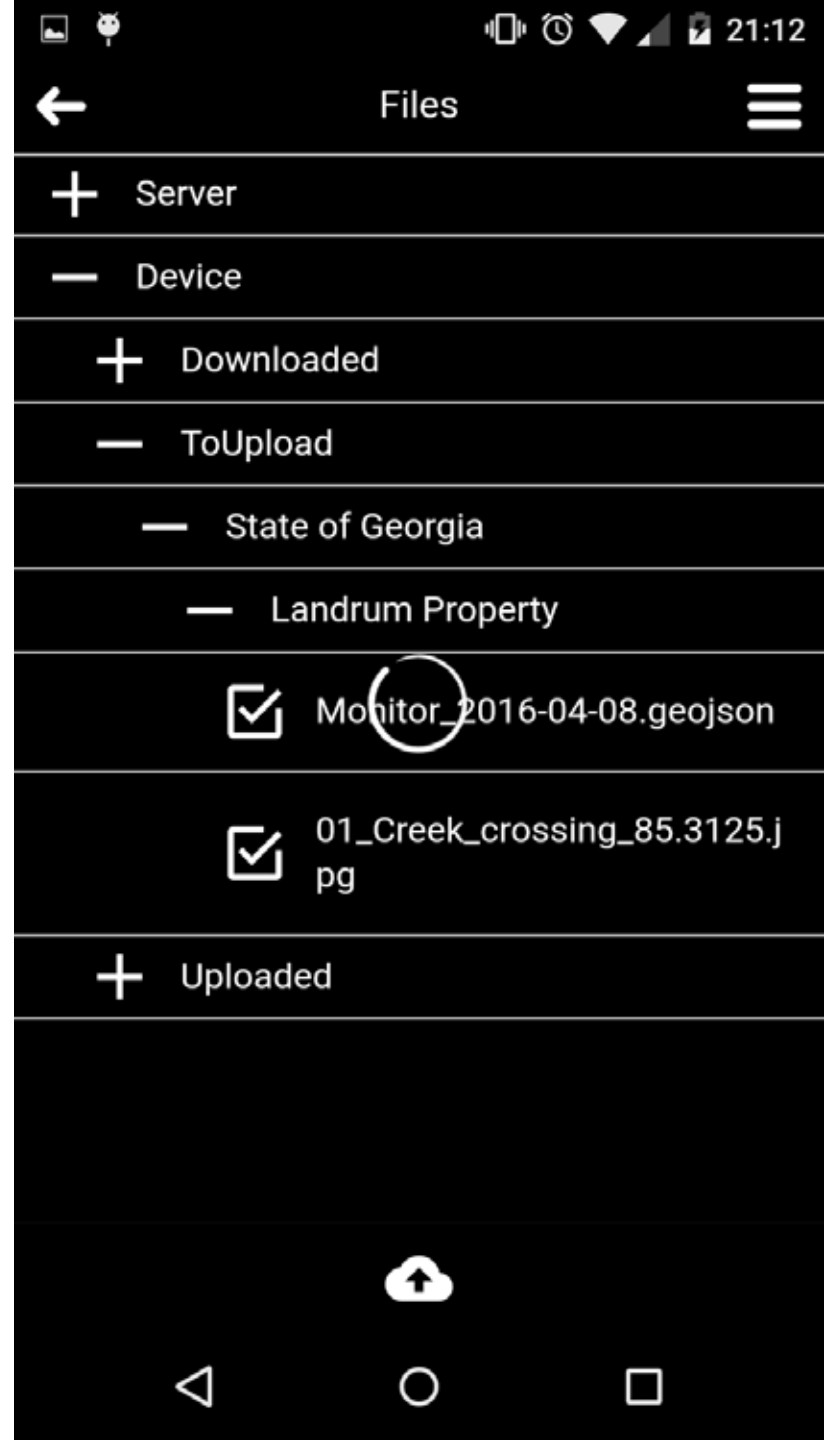 21:12
Files
Server
Device
Downloaded
ToUpload
State of Georgia
Landrum Property
Monitor_2016-04-08.geojson
01_Creek_crossing_85.3125.j
pg
Uploaded